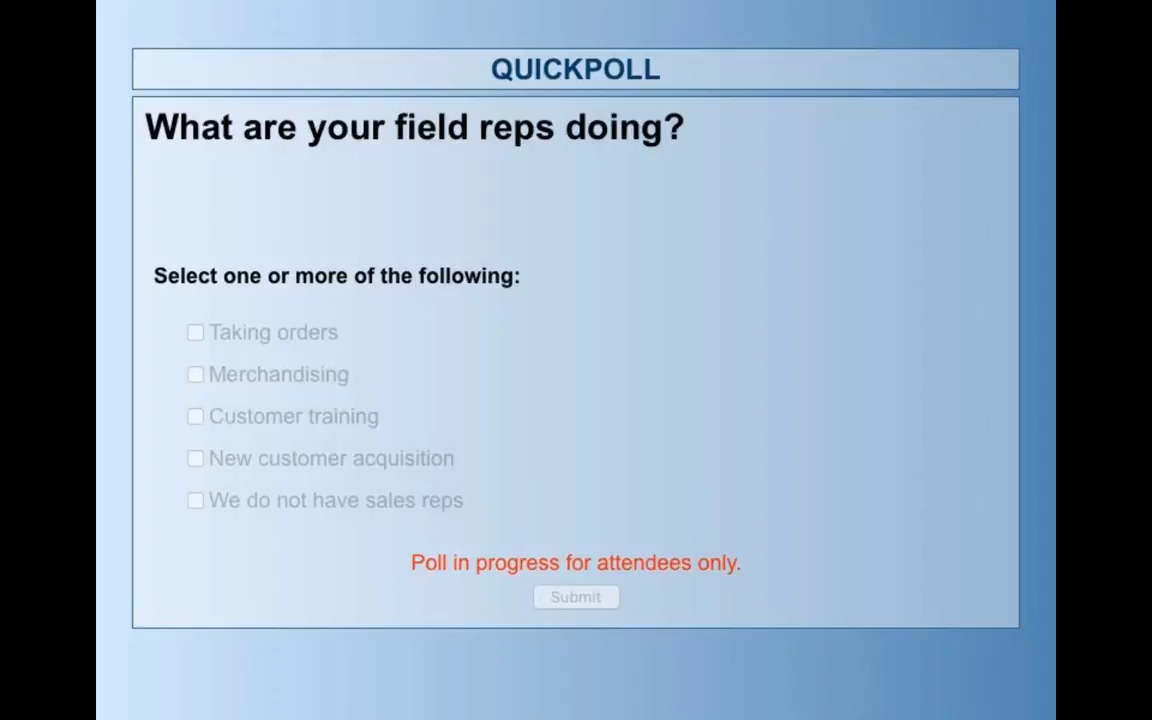 QUICKPOLL
What are your field reps doing?
Select one or more of the following:
Taking orders
Merchandising
Customer training
New customer acquisition
We do not have sales reps
Poll in progress for attendees only.
Submit